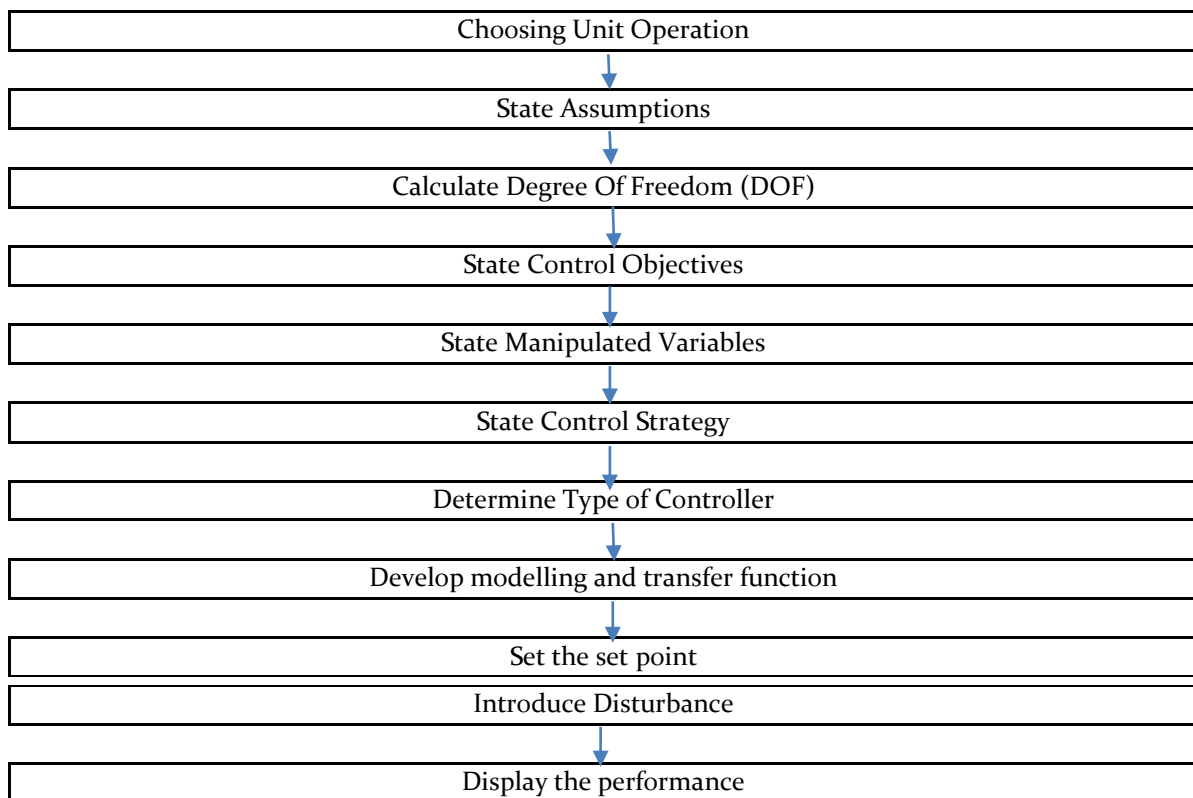 Choosing Unit Operation
State Assumptions
Calculate Degree Of Freedom (DOF)
State Control Objectives
State Manipulated Variables
State Control Strategy
Determine Type of Controller
Develop modelling and transfer function
Set the set point
Introduce Disturbance
Display the performance